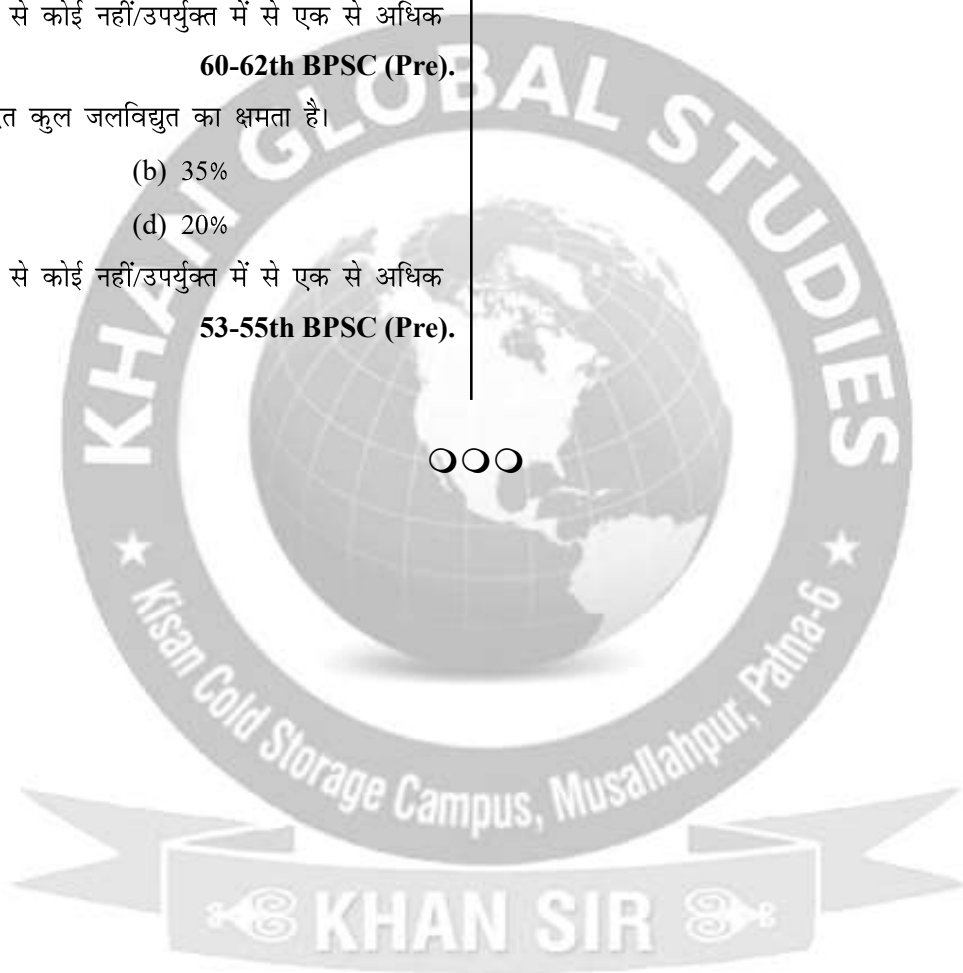 से कोई नहीं/उपर्युक्त में से एक से अधिक
60-62th BPSC (Pre).
कुल जलविद्युत का क्षमता है।
(b) 35%
(d) 20%
से कोई नहीं/उपर्युक्त में से एक से अधिक
53-55th BPSC (Pre).
KHAN GLOBAL STUDIES
Kisan Cold Storage Campus, Musallahpur, Patna-6
KHAN SIR